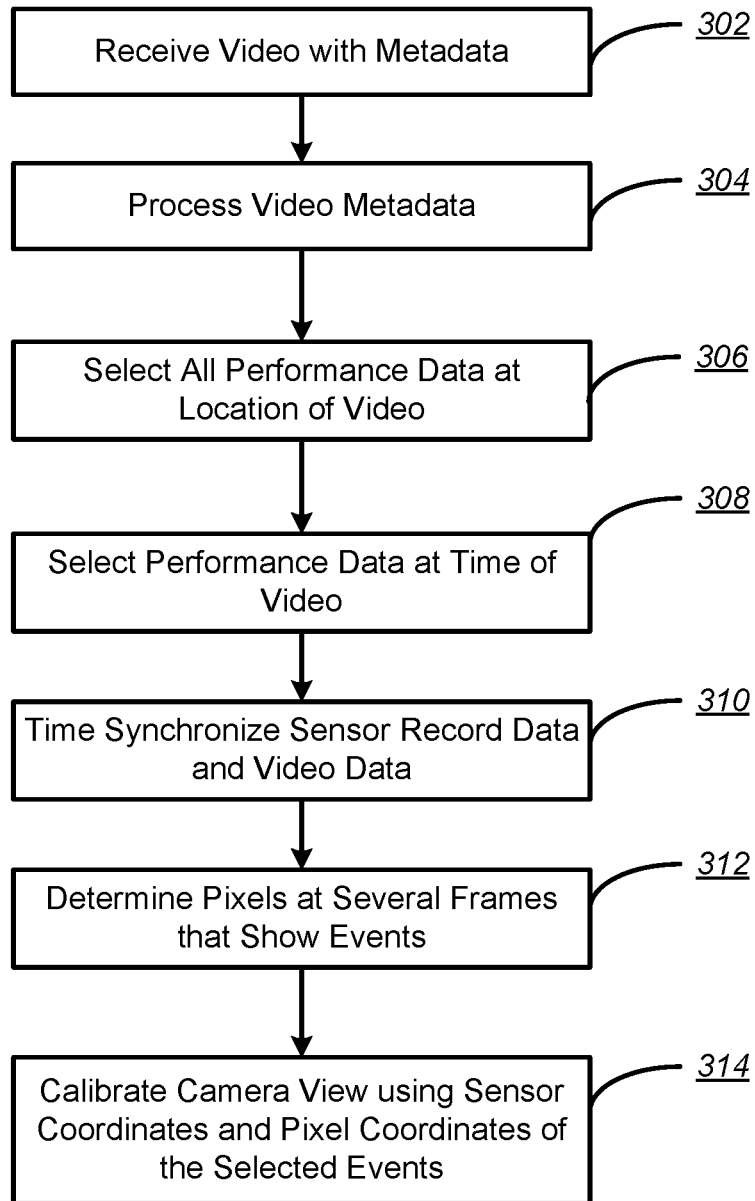 Receive Video with Metadata
302
Process Video Metadata
304
Select All Performance Data at
Location of Video
306
Select Performance Data at Time of
Video
308
Time Synchronize Sensor Record Data
and Video Data
310
Determine Pixels at Several Frames
that Show Events
312
Calibrate Camera View using Sensor
Coordinates and Pixel Coordinates of
the Selected Events
314